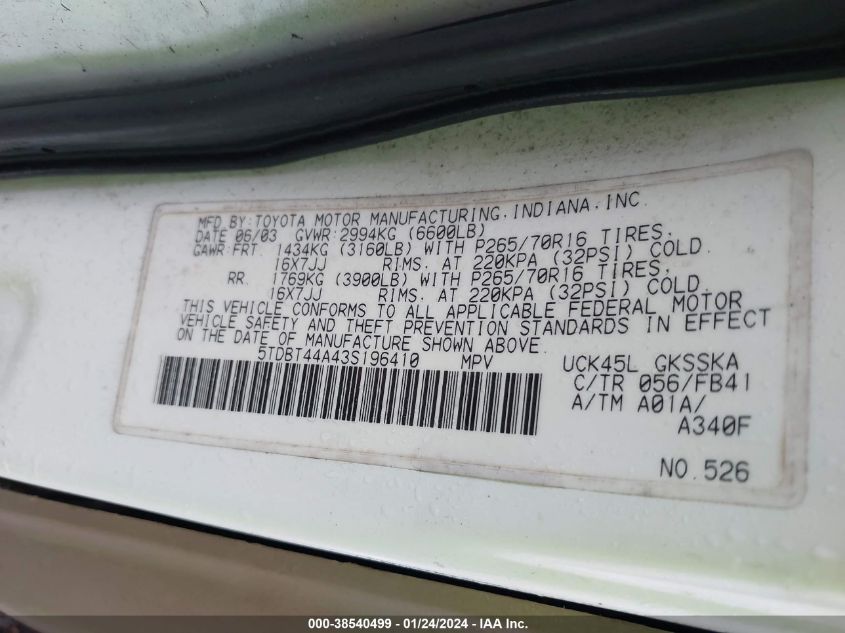 MFD.BY:TOYOTA MOTOR MANUFACTURING,INDIANA,INC.
DATE 06/03 GVWR:2994KG (6600LB)
GAWR:FRT 1434KG (3160LB) WITH P265/70R16 TIRES,
16X7JJ RIMS, AT 220KPA (32PSI) COLD.
RR 1769KG (3900LB) WITH P265/70R16 TIRES,
16X7JJ RIMS, AT 220KPA (32PSI) COLD.
THIS VEHICLE CONFORMS TO ALL APPLICABLE FEDERAL MOTOR
VEHICLE SAFETY AND THEFT PREVENTION STANDARDS IN EFFECT
ON THE DATE OF MANUFACTURE SHOWN ABOVE.
5TDBT44A43S196410 MPV UCK45L GKSSKA
C/TR 056/FB41
A/TM A01A/
A340F
NO.526
000-38540499 - 01/24/2024 - IAA Inc.